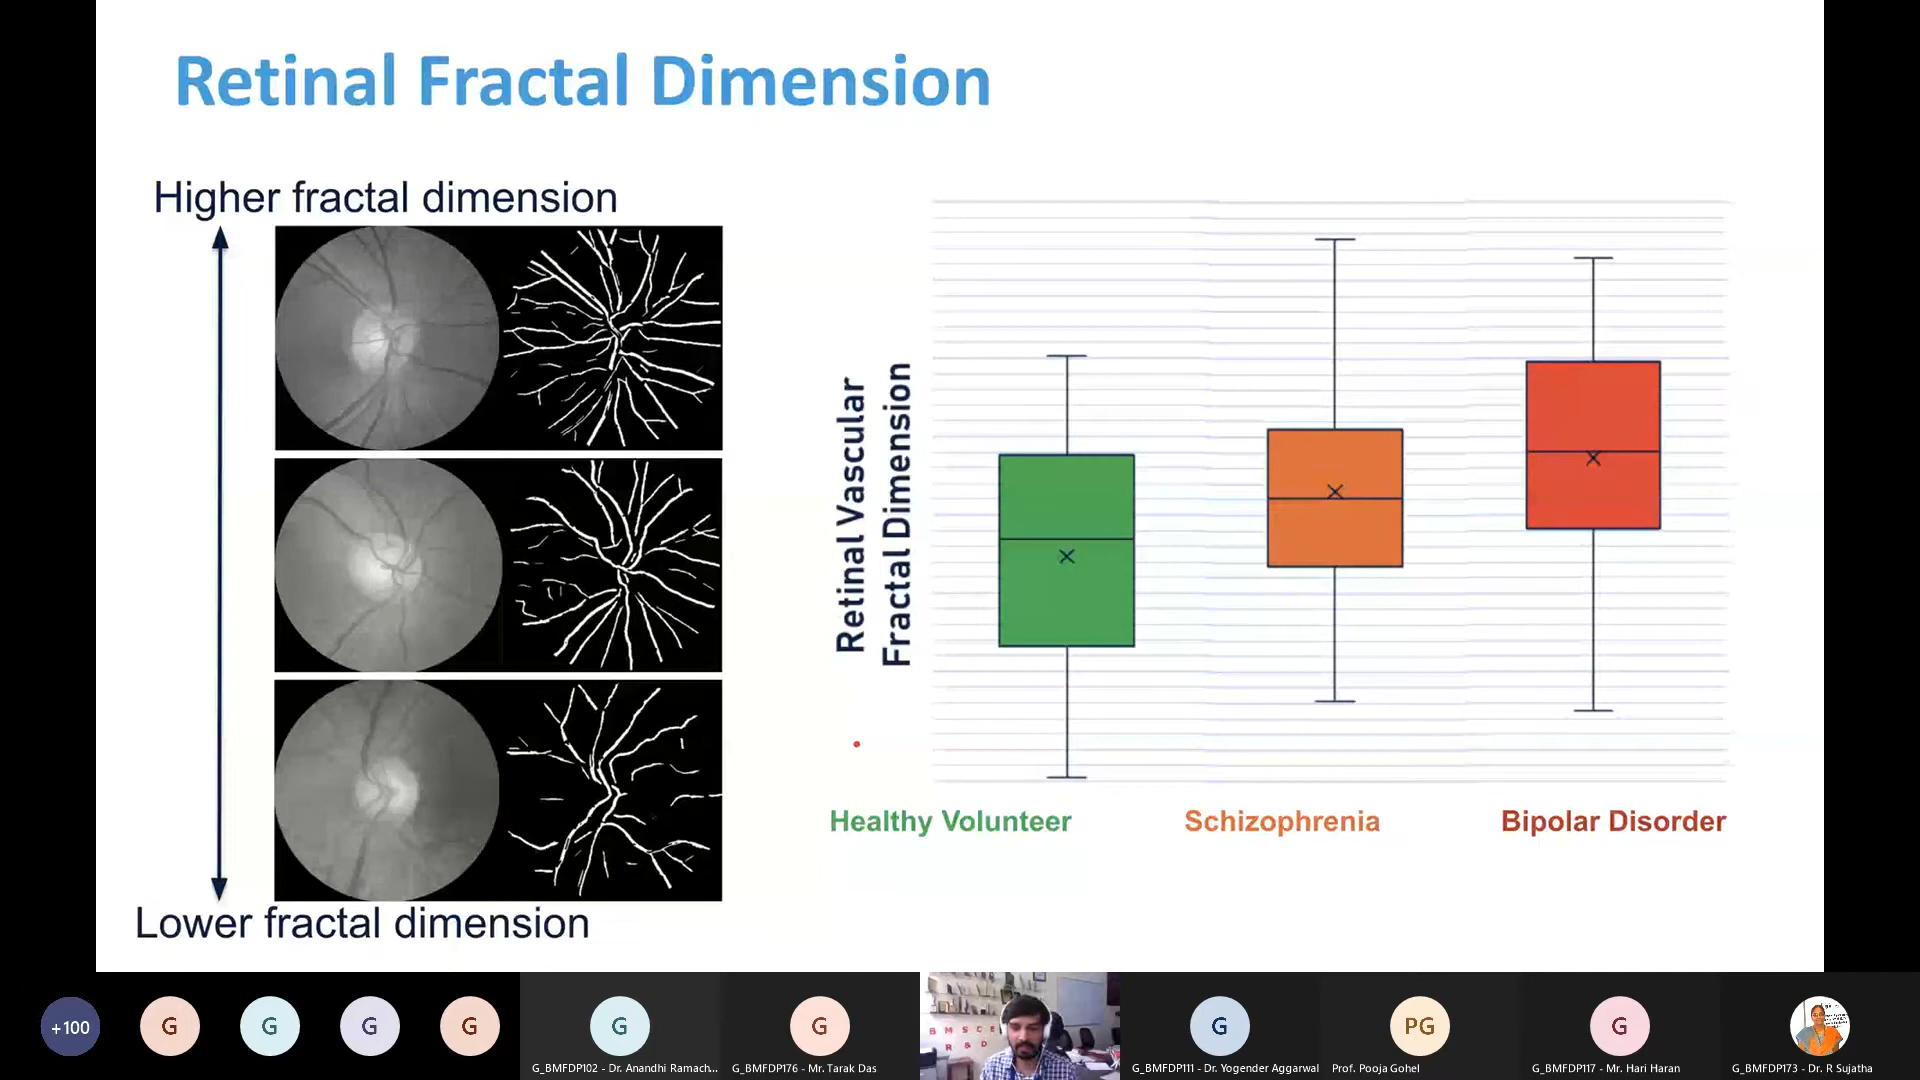 Retinal Fractal Dimension
Higher fractal dimension
Lower fractal dimension
Retinal Vascular
Fractal Dimension
Healthy Volunteer
Schizophrenia
Bipolar Disorder
+100
G
G
G
G
G
G_BMFDP102 - Dr. Anandhi Ramach...
G
G_BMFDP176 - Mr. Tarak Das
B M S C E
R & D
G
G_BMFDP111 - Dr. Yogender Aggarwal
PG
Prof. Pooja Gohel
G
G_BMFDP117 - Mr. Hari Haran
G_BMFDP173 - Dr. R Sujatha